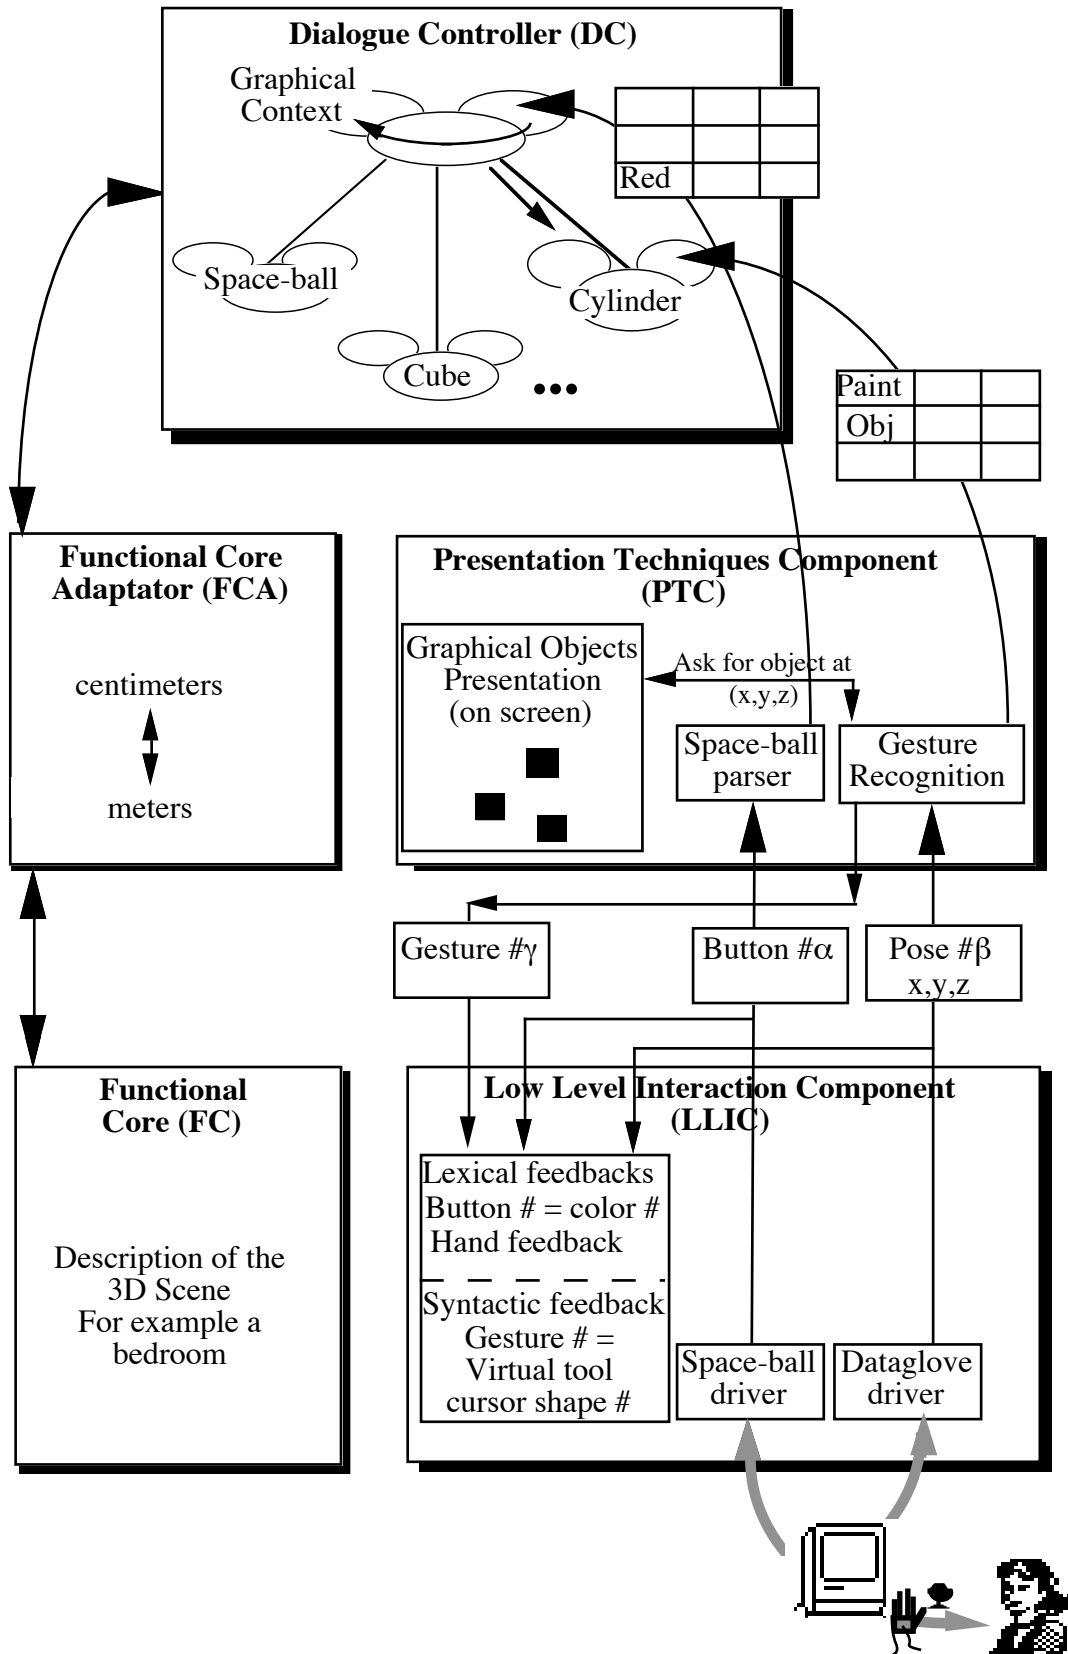 Dialogue Controller (DC)
Graphical
Context
Red
Space-ball
Cylinder
Cube
•••
Paint
Obj
Functional Core
Adaptator (FCA)
centimeters
meters
Presentation Techniques Component
(PTC)
Graphical Objects
Presentation
(on screen)
Ask for object at
(x,y,z)
Space-ball
parser
Gesture
Recognition
Gesture #γ
Button #α
Pose #β
x,y,z
Functional
Core (FC)
Description of the
3D Scene
For example a
bedroom
Low Level Interaction Component
(LLIC)
Lexical feedbacks
Button # = color #
Hand feedback
Syntactic feedback
Gesture # =
Virtual tool
cursor shape #
Space-ball
driver
Dataglove
driver